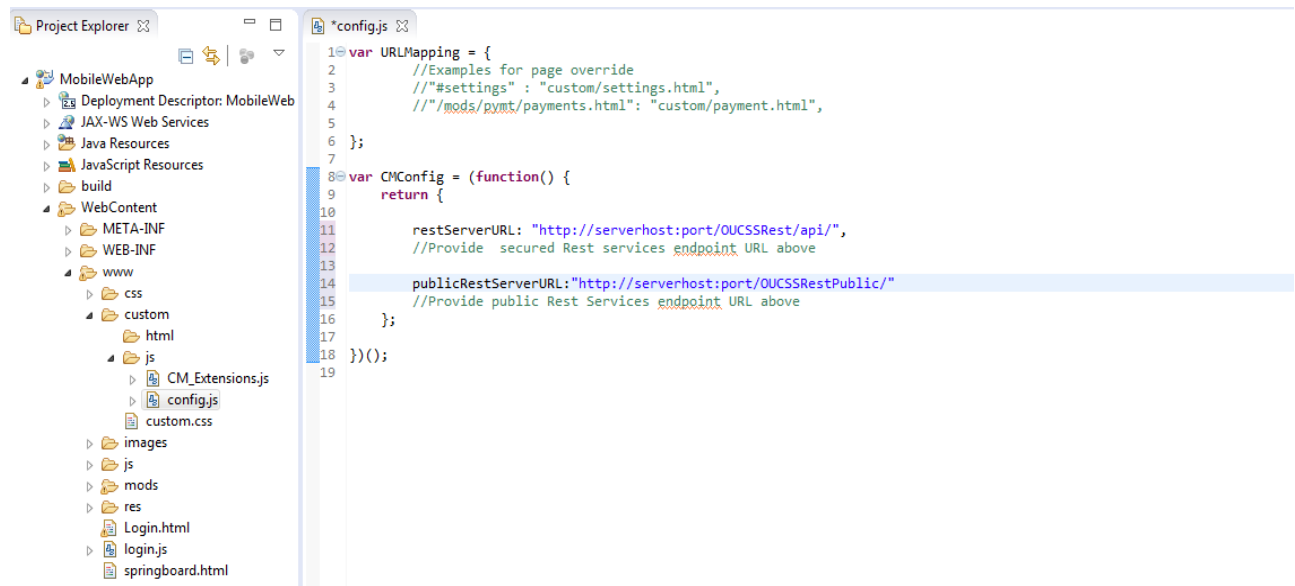 Project Explorer
MobileWebApp
Deployment Descriptor: MobileWeb
JAX-WS Web Services
Java Resources
JavaScript Resources
build
WebContent
META-INF
WEB-INF
www
css
custom
html
js
CM_Extensions.js
config.js
custom.css
images
js
mods
res
Login.html
login.js
springboard.html
*config.js
1 var URLMapping = {
2 //Examples for page override
3 //"#settings" : "custom/settings.html",
4 //"/mods/pymt/payments.html": "custom/payment.html",
5
6 };
7
8 var CMConfig = (function() {
9 return {
10
11 restServerURL: "http://serverhost:port/OUCSSRest/api/",
12 //Provide  secured Rest services endpoint URL above
13
14 publicRestServerURL:"http://serverhost:port/OUCSSRestPublic/"
15 //Provide public Rest Services endpoint URL above
16 };
17
18 })();
19